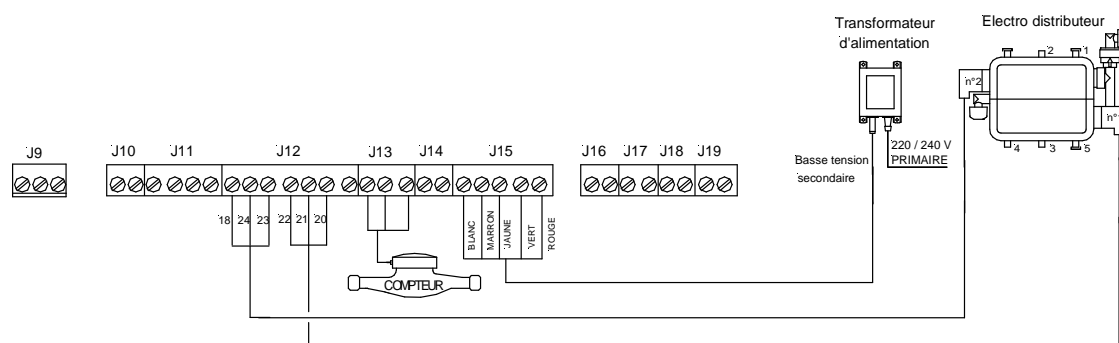 Transformateur
d'alimentation
Electro distributeur
2
1
n°2
n°
4
3
5
J9
J10
J11
J12
J13
J14
J15
J16
J17
J18
J19
Basse tension
secondaire
220 / 240 V
PRIMAIRE
18
24
23
22
21
20
BLANC
MARRON
JAUNE
VERT
ROUGE
COMPTEUR